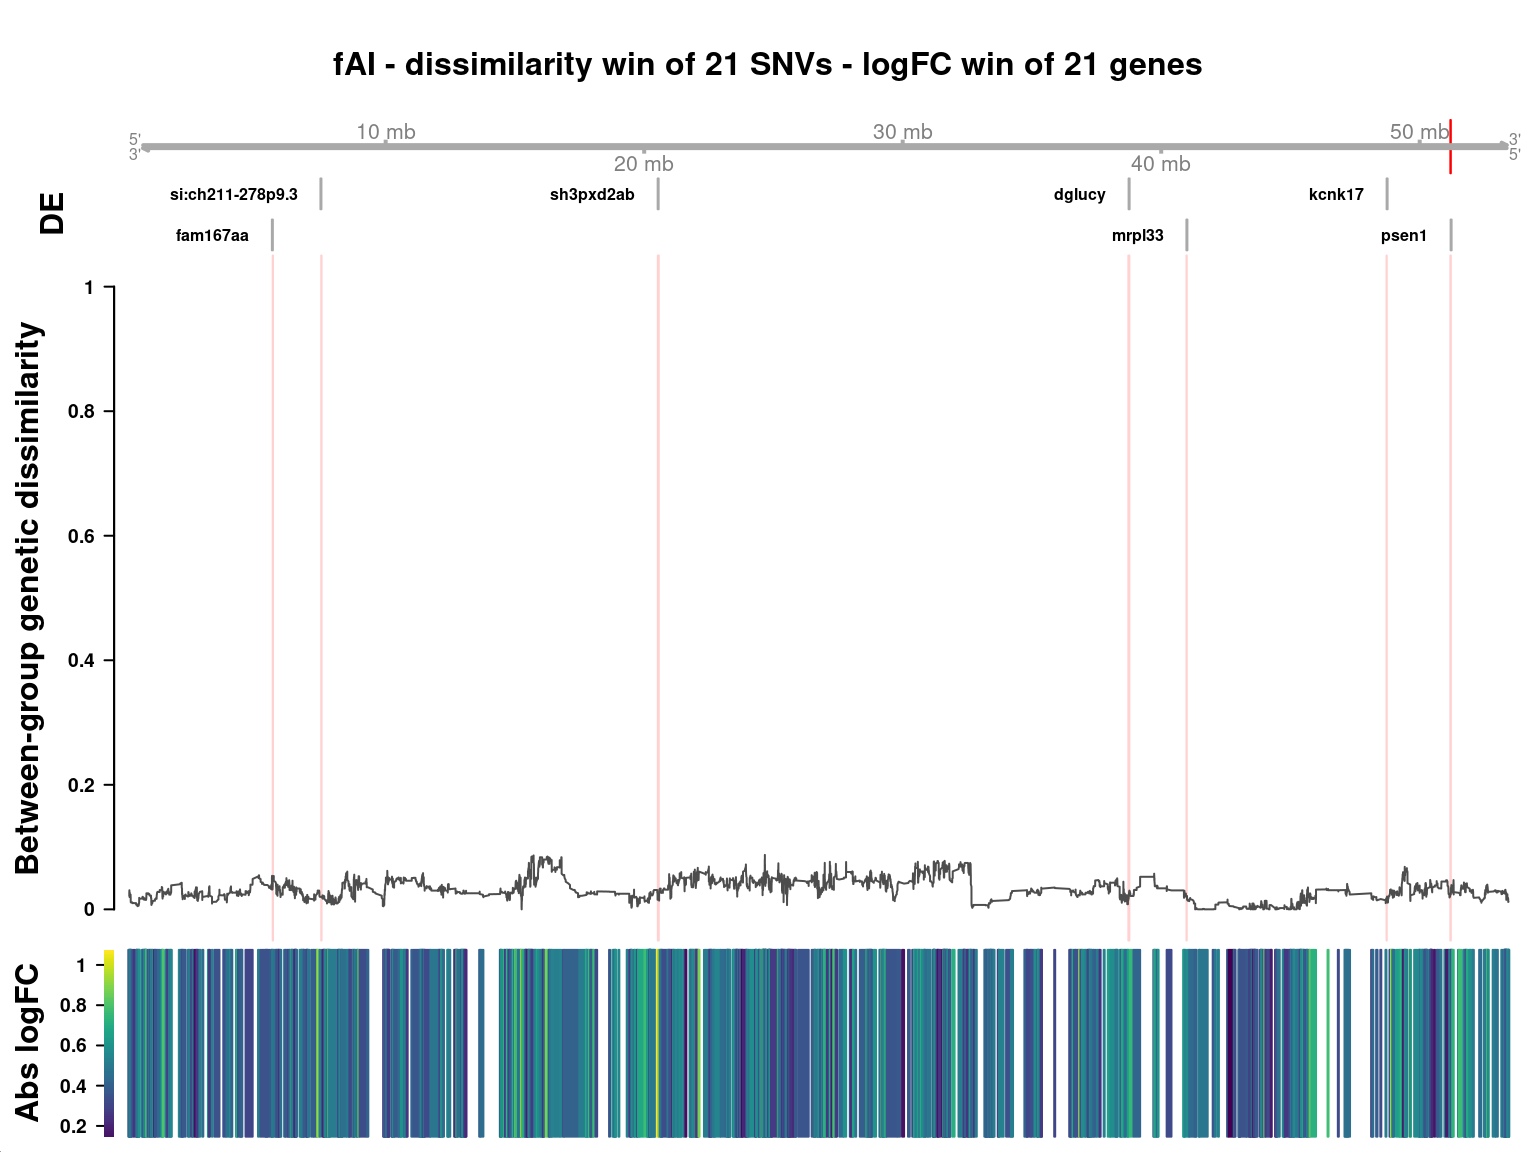 fAI - dissimilarity win of 21 SNVs - logFC win of 21 genes
10 mb
30 mb
50 mb
5'
3'
3'
5'
20 mb
40 mb
DE
si:ch211-278p9.3
sh3pxd2ab
dglucy
kcnk17
fam167aa
mrpl33
psen1
Between-group genetic dissimilarity
1
0.8
0.6
0.4
0.2
0
Abs logFC
1
0.8
0.6
0.4
0.2